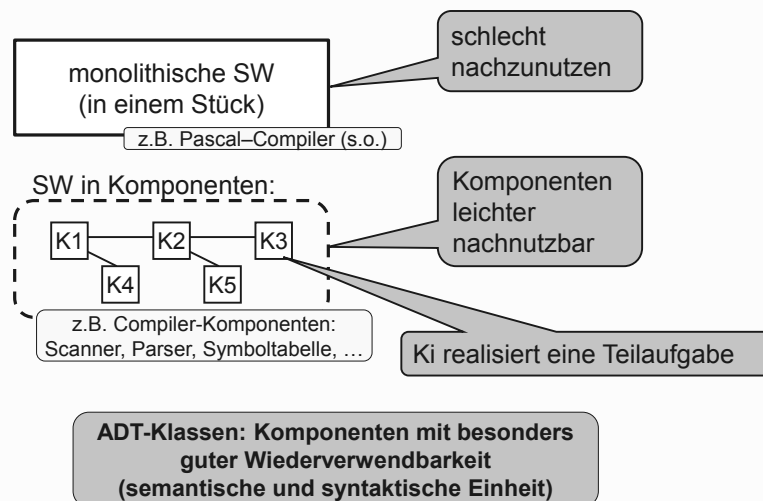 monolithische SW
(in einem Stück)
schlecht
nachzunutzen
z.B. Pascal–Compiler (s.o.)
SW in Komponenten:
Komponenten
leichter
nachnutzbar
K1 K2 K3
K4 K5
z.B. Compiler-Komponenten:
Scanner, Parser, Symboltabelle, …
Ki realisiert eine Teilaufgabe
ADT-Klassen: Komponenten mit besonders
guter Wiederverwendbarkeit
(semantische und syntaktische Einheit)